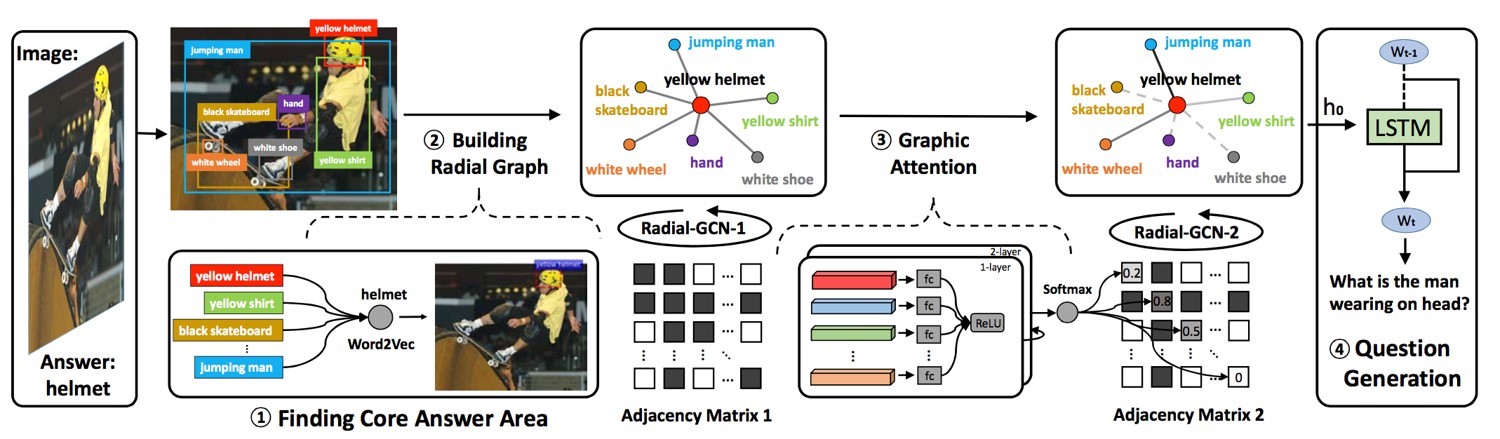 Image:
Answer:
helmet
yellow helmet
jumping man
black skateboard
hand
white shoe
white wheel
yellow shirt
② Building
Radial Graph
yellow helmet
yellow shirt
black skateboard
⋮
jumping man
helmet
Word2Vec
yellow helmet
① Finding Core Answer Area
jumping man
yellow helmet
black
skateboard
yellow shirt
white wheel
hand
white shoe
Radial-GCN-1
...
...
...
Adjacency Matrix 1
③ Graphic
Attention
2-layer
1-layer
fc
fc
fc
fc
ReLU
Softmax
jumping man
yellow helmet
black
skateboard
yellow shirt
white wheel
hand
white shoe
Radial-GCN-2
0.2
0.8
0.5
0
Adjacency Matrix 2
h₀
Wt-1
LSTM
Wt
What is the man
wearing on head?
④ Question
Generation